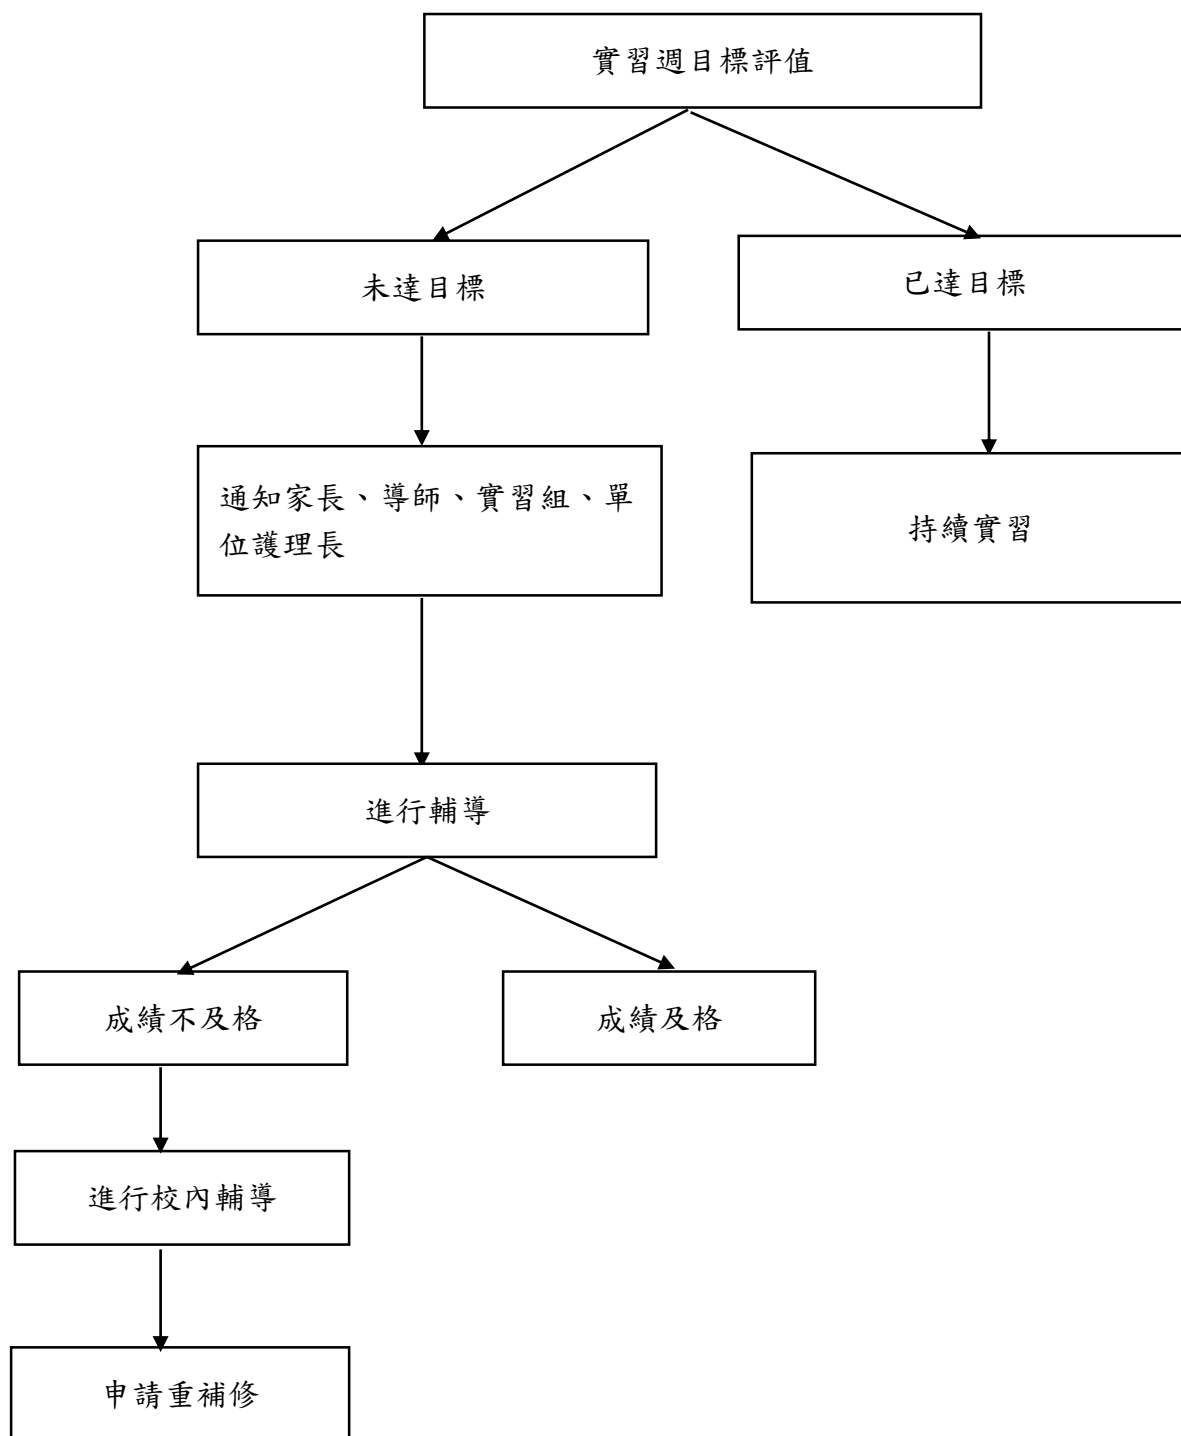 實習週目標評值
未達目標
已達目標
通知家長、導師、實習組、單
位護理長
持續實習
進行輔導
成績不及格
成績及格
進行校內輔導
申請重補修